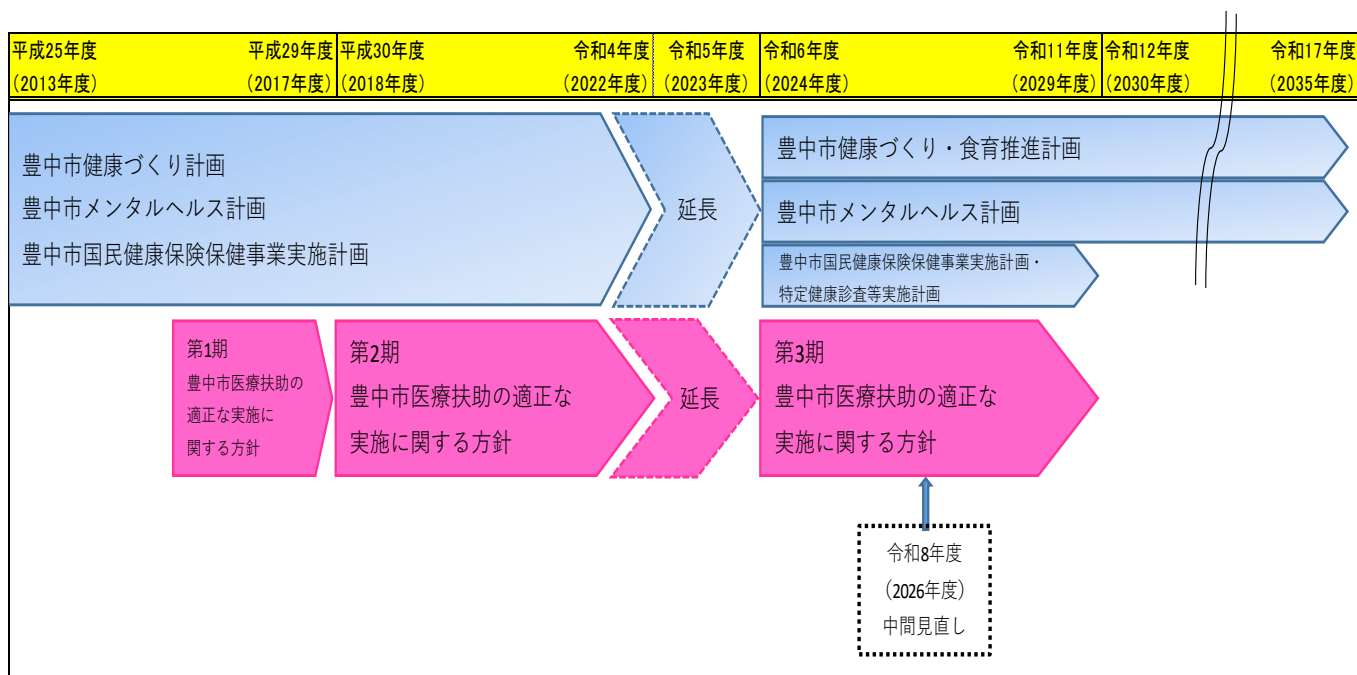 平成25年度
(2013年度)
平成29年度
(2017年度)
平成30年度
(2018年度)
令和4年度
(2022年度)
令和5年度
(2023年度)
令和6年度
(2024年度)
令和11年度
(2029年度)
令和12年度
(2030年度)
令和17年度
(2035年度)
豊中市健康づくり計画
豊中市メンタルヘルス計画
豊中市国民健康保険保健事業実施計画
延長
豊中市健康づくり・食育推進計画
豊中市メンタルヘルス計画
豊中市国民健康保険保健事業実施計画・
特定健康診査等実施計画
第1期
豊中市医療扶助の
適正な実施に
関する方針
第2期
豊中市医療扶助の適正な
実施に関する方針
延長
第3期
豊中市医療扶助の適正な
実施に関する方針
令和8年度
(2026年度)
中間見直し